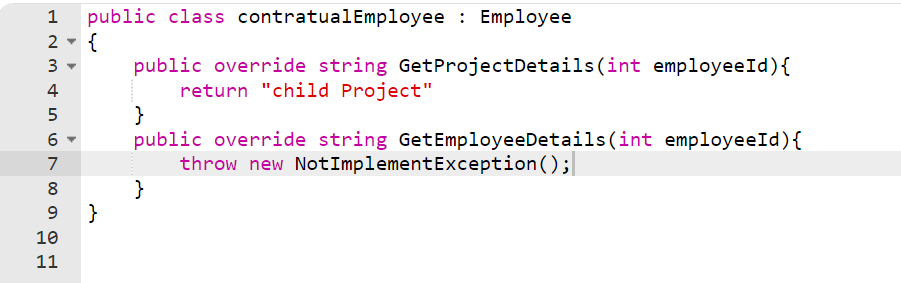 1 public class contratualEmployee : Employee
2 {
3 public override string GetProjectDetails(int employeeId){
4 return "child Project"
5 }
6 public override string GetEmployeeDetails(int employeeId){
7 throw new NotImplementException();
8 }
9 }
10
11